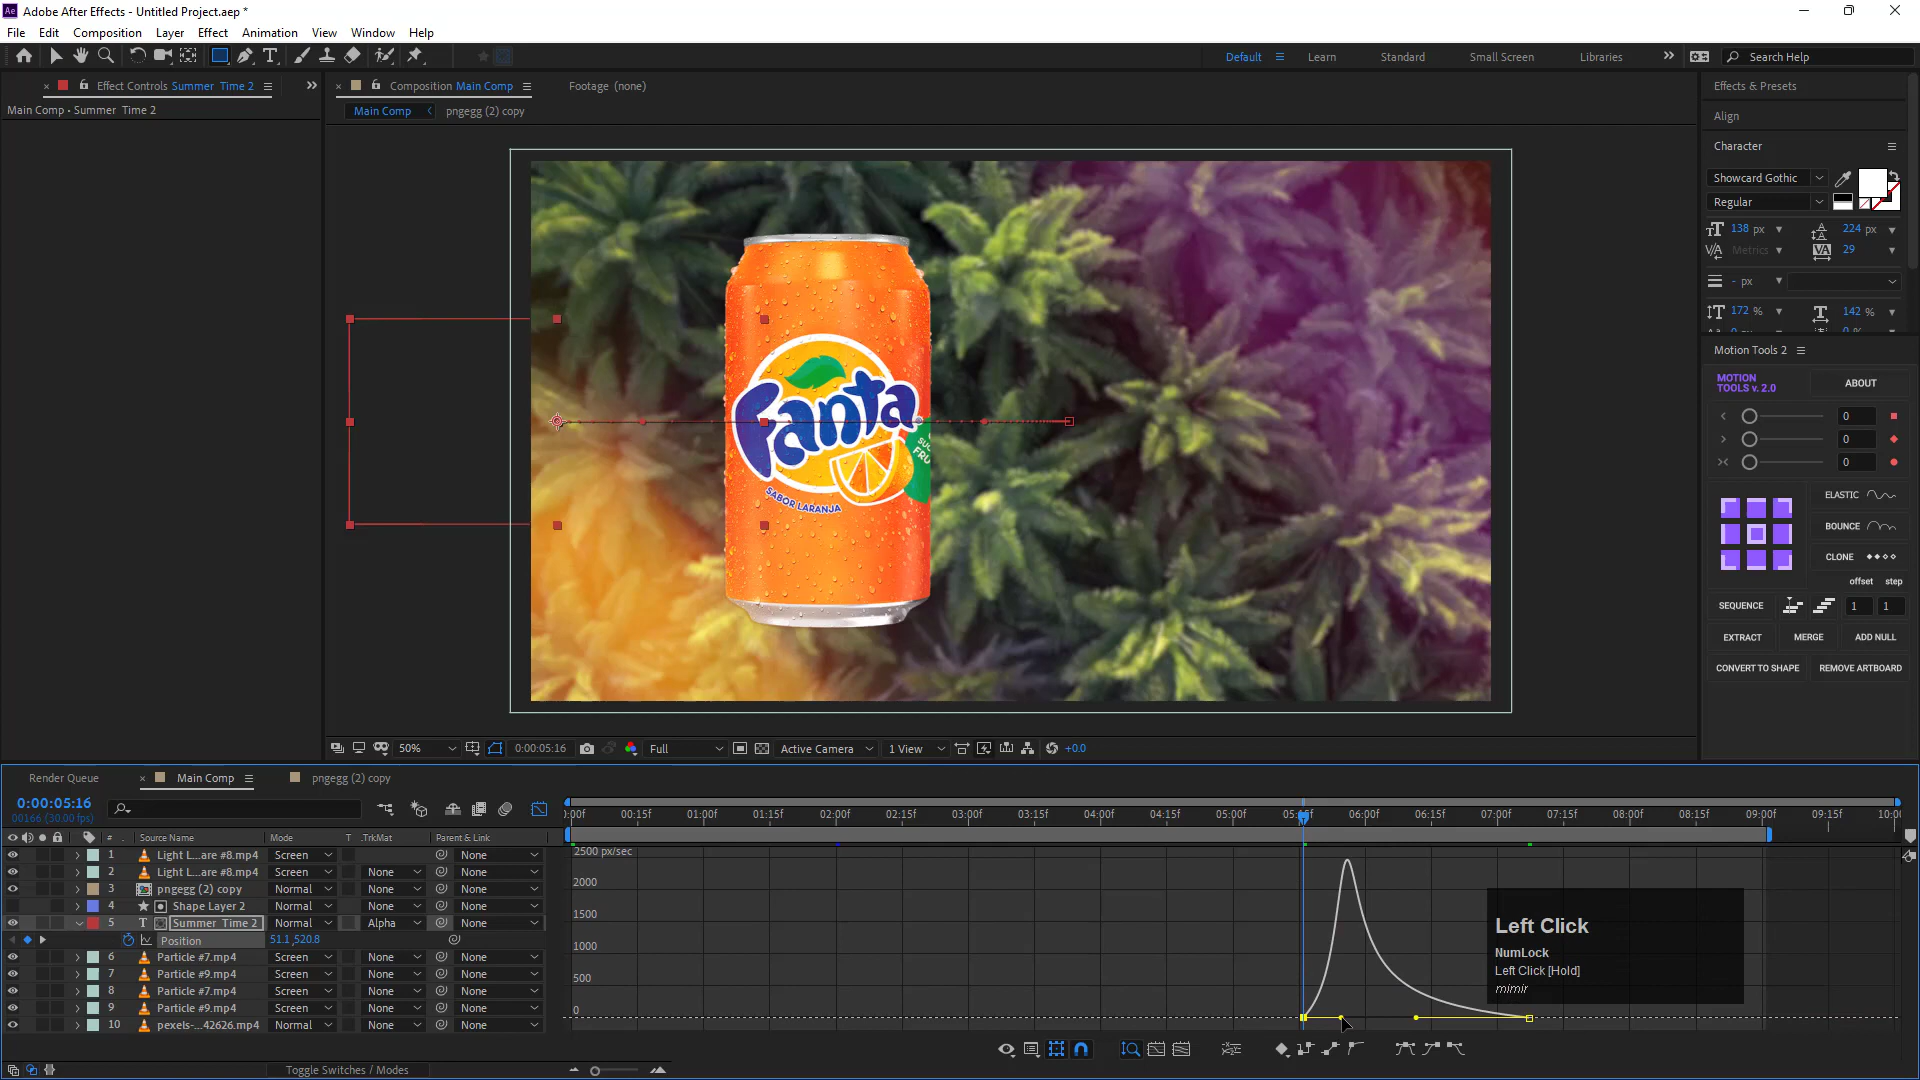 Ae Adobe After Effects - Untitled Project.aep *
File Edit Composition Layer Effect Animation View Window Help
Default Learn Standard Small Screen Libraries Search Help
Effect Controls Summer Time 2
Main Comp • Summer Time 2
Composition Main Comp
Footage (none)
Main Comp
pngegg (2) copy
Fanta
SABOR LARANJA
FRU
50%
0:00:05:16
Full
Active Camera
1 View
+0.0
Effects & Presets
Align
Character
Showcard Gothic
Regular
138 px
224 px
Metrics
29
- px
172 %
142 %
Motion Tools 2
MOTION
TOOLS v. 2.0
ABOUT
0
0
0
ELASTIC
BOUNCE
CLONE
offset step
SEQUENCE
1 1
EXTRACT MERGE ADD NULL
CONVERT TO SHAPE REMOVE ARTBOARD
Render Queue
Main Comp
pngegg (2) copy
0:00:05:16
00166 (30.00 fps)
:00f 00:15f 01:00f 01:15f 02:00f 02:15f 03:00f 03:15f 04:00f 04:15f 05:00f 06:00f 06:15f 07:00f 07:15f 08:00f 08:15f 09:00f 09:15f 10:0
# Source Name Mode T .TrkMat Parent & Link
1 Light L...are #8.mp4 Screen None
2 Light L...are #8.mp4 Screen None None
3 pngegg (2) copy Normal None None
4 Shape Layer 2 Normal None None
5 T Summer Time 2 Normal Alpha None
Position 51.1,520.8
6 Particle #7.mp4 Screen None None
7 Particle #9.mp4 Screen None None
8 Particle #7.mp4 Screen None None
9 Particle #9.mp4 Screen None None
10 pexels-...42626.mp4 Normal None None
Toggle Switches / Modes
2500 px/sec
2000
1500
1000
500
0
Left Click
NumLock
Left Click [Hold]
mimir